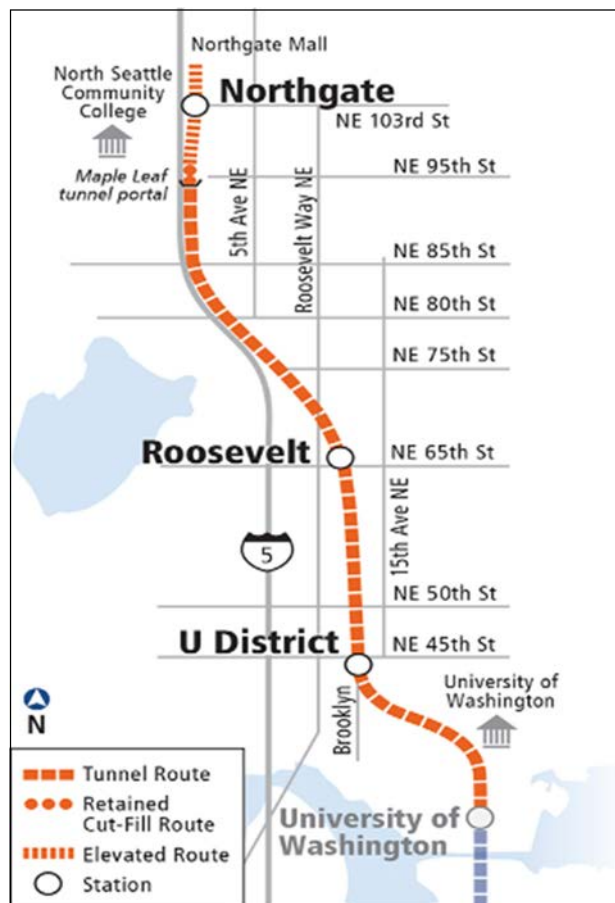 Northgate Mall
North Seattle
Community
College
Northgate
NE 103rd St
Maple Leaf
tunnel portal
NE 95th St
5th Ave NE
Roosevelt Way NE
NE 85th St
NE 80th St
NE 75th St
Roosevelt
NE 65th St
15th Ave NE
5
NE 50th St
U District
NE 45th St
University of
Washington
Brooklyn
N
Tunnel Route
Retained
Cut-Fill Route
Elevated Route
Station
University of
Washington